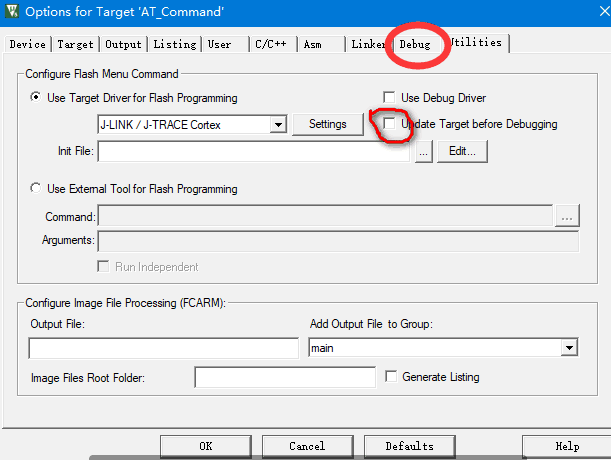 Options for Target 'AT_Command'
Device Target Output Listing User C/C++ Asm Linker Debug Utilities
Configure Flash Menu Command
Use Target Driver for Flash Programming
Use Debug Driver
J-LINK / J-TRACE Cortex
Settings
Update Target before Debugging
Init File:
...
Edit...
Use External Tool for Flash Programming
Command:
...
Arguments:
Run Independent
Configure Image File Processing (FCARM):
Output File:
Add Output File to Group:
main
Image Files Root Folder:
Generate Listing
OK
Cancel
Defaults
Help